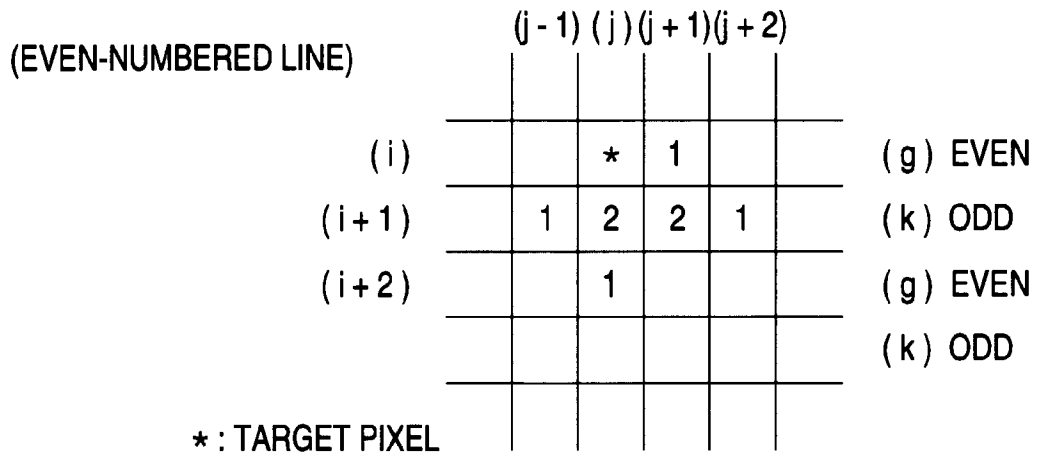 (j - 1) (j) (j + 1) (j + 2)
(EVEN-NUMBERED LINE)
(i) * 1 (g) EVEN
(i+1) 1 2 2 1 (k) ODD
(i+2) 1 (g) EVEN
(k) ODD
* : TARGET PIXEL